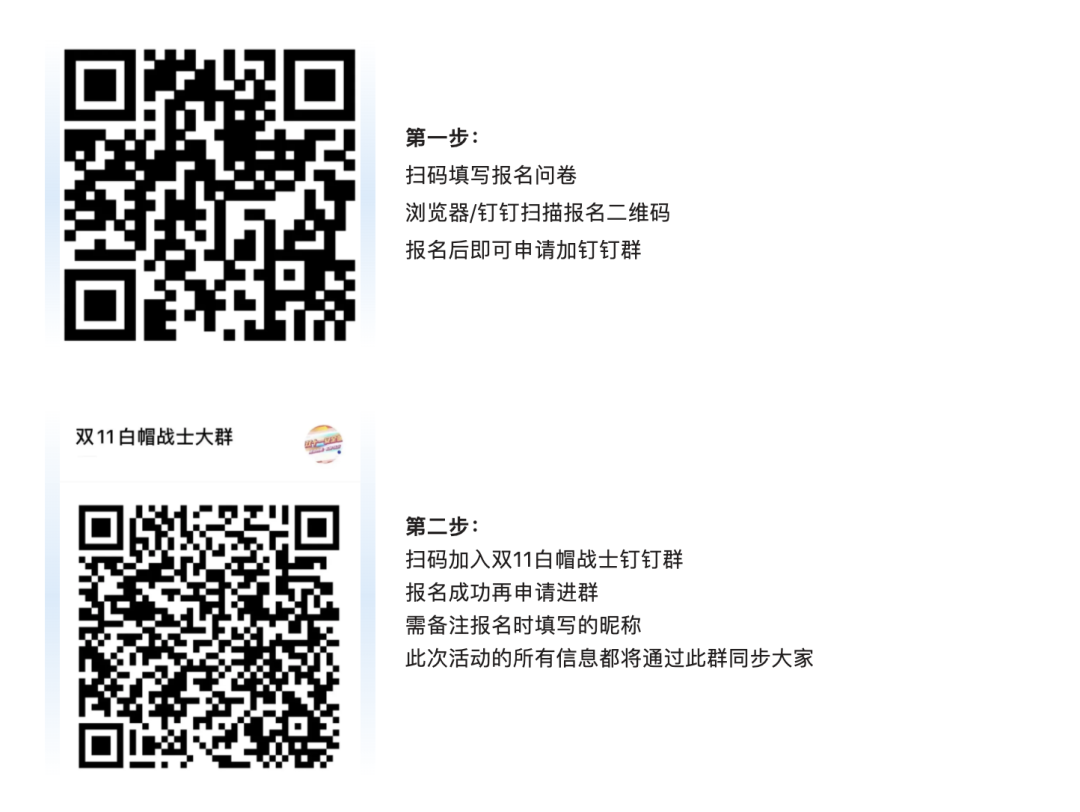 第一步：
扫码填写报名问卷
浏览器/钉钉扫描报名二维码
报名后即可申请加钉钉群
双11白帽战士大群
第二步：
扫码加入双11白帽战士钉钉群
报名成功再申请进群
需备注报名时填写的昵称
此次活动的所有信息都将通过此群同步大家